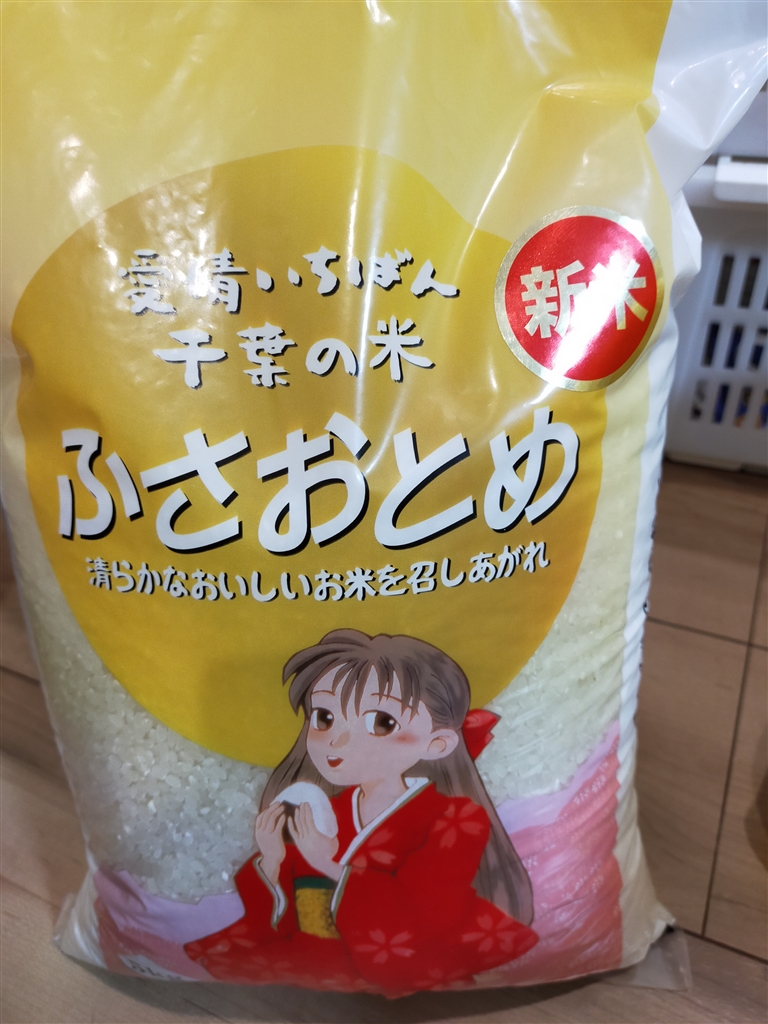 愛情いちばん
千葉の米
新米
ふさおとめ
清らかなおいしいお米を召しあがれ